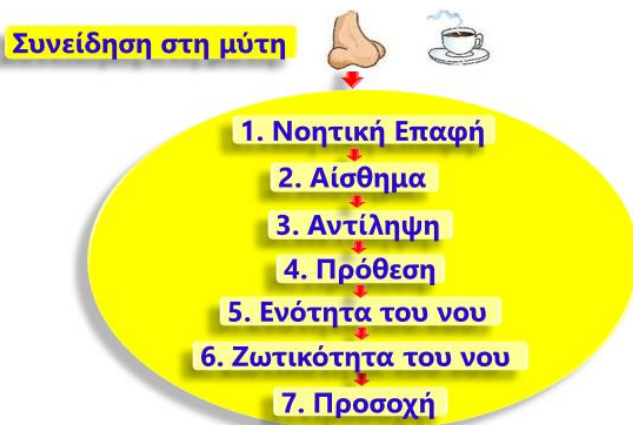 Συνείδηση στη μύτη
1. Νοητική Επαφή
2. Αίσθημα
3. Αντίληψη
4. Πρόθεση
5. Ενότητα του νου
6. Ζωτικότητα του νου
7. Προσοχή